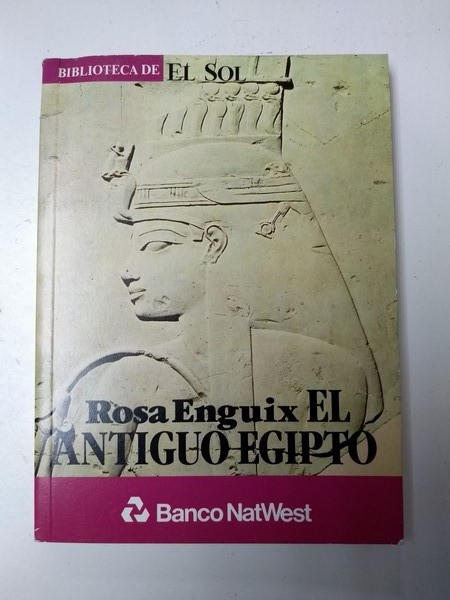 BIBLIOTECA DE EL SOL
Rosa Enguix EL
ANTIGUO EGIPTO
Banco NatWest